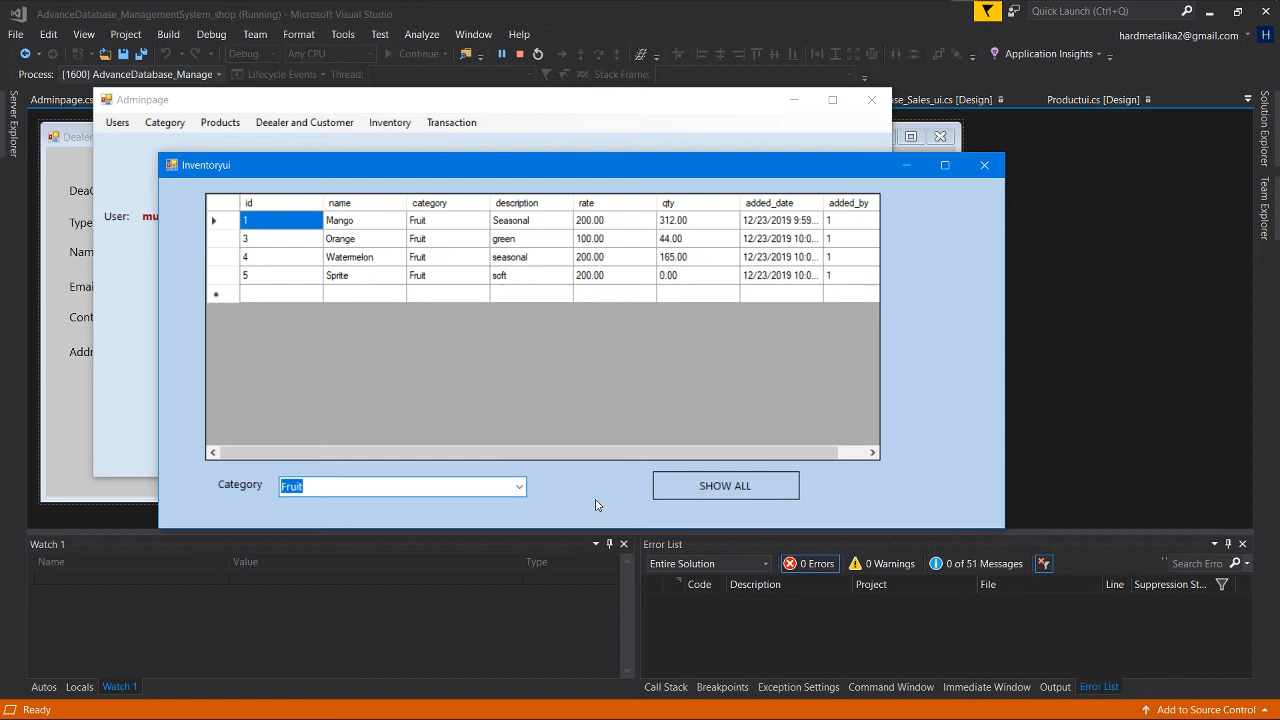 AdvanceDatabase_ManagementSystem_shop (Running) - Microsoft Visual Studio
Quick Launch (Ctrl+Q)
File Edit View Project Build Debug Team Format Tools Test Analyze Window Help
hardmetalika2@gmail.com H
Debug Any CPU Continue Application Insights
Process: [1600] AdvanceDatabase_Manage Lifecycle Events Thread: Stack Frame:
Adminpage.cs
se_Sales_ui.cs [Design] Productui.cs [Design]
Server Explorer
Solution Explorer
Team Explorer
Adminpage
Users Category Products Deealer and Customer Inventory Transaction
Dealer
DeaC
Type
Nam
Emai
Cont
Addr
User: mu
Inventoryui
id name category description rate qty added_date added_by
1 Mango Fruit Seasonal 200.00 312.00 12/23/2019 9:59... 1
3 Orange Fruit green 100.00 44.00 12/23/2019 10:0... 1
4 Watermelon Fruit seasonal 200.00 165.00 12/23/2019 10:0... 1
5 Sprite Fruit soft 200.00 0.00 12/23/2019 10:0... 1
Category Fruit SHOW ALL
Watch 1
Name Value Type
Error List
Entire Solution 0 Errors 0 Warnings 0 of 51 Messages Search Erro
Code Description Project File Line Suppression St...
Autos Locals Watch 1
Call Stack Breakpoints Exception Settings Command Window Immediate Window Output Error List
Ready
Add to Source Control